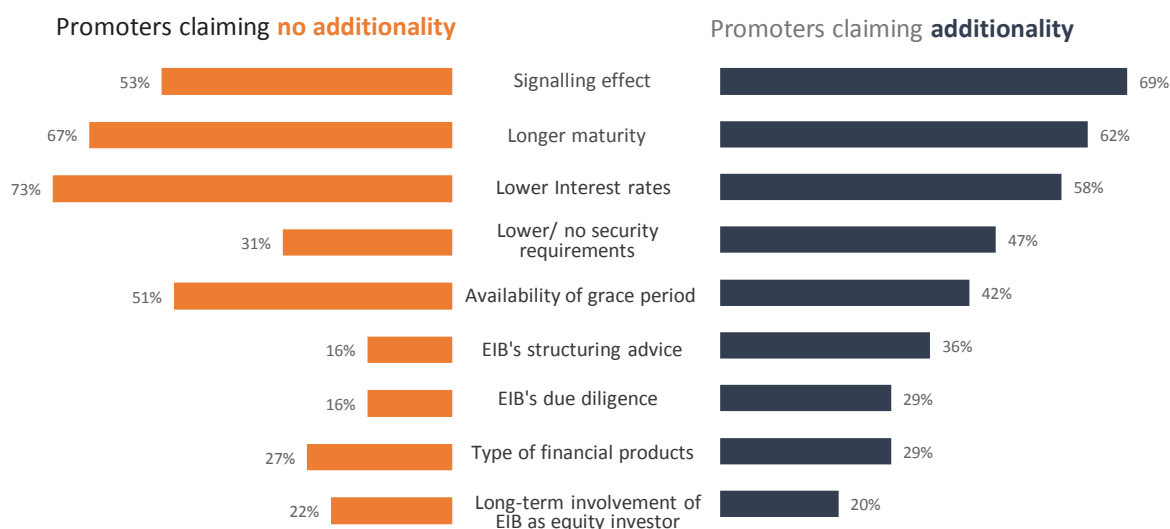 Promoters claiming no additionality
Promoters claiming additionality
53%
Signalling effect
69%
67%
Longer maturity
62%
73%
Lower Interest rates
58%
31%
Lower/ no security
requirements
47%
51%
Availability of grace period
42%
16%
EIB's structuring advice
36%
16%
EIB's due diligence
29%
27%
Type of financial products
29%
22%
Long-term involvement of
EIB as equity investor
20%